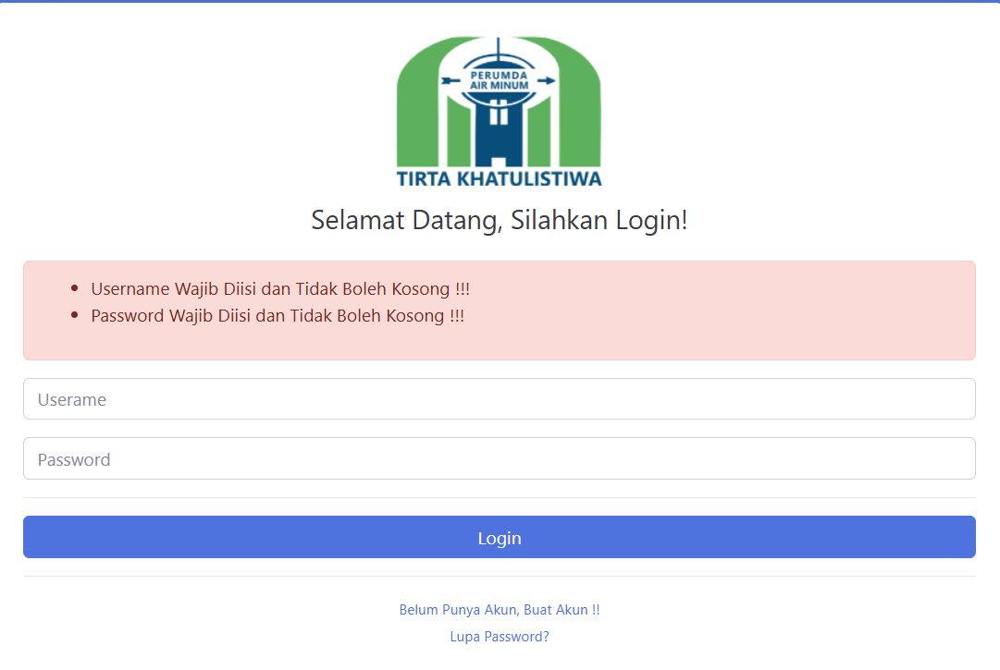 PERUMDA
AIR MINUM
TIRTA KHATULISTIWA
Selamat Datang, Silahkan Login!
Username Wajib Diisi dan Tidak Boleh Kosong !!!
Password Wajib Diisi dan Tidak Boleh Kosong !!!
Userame
Password
Login
Belum Punya Akun, Buat Akun !!
Lupa Password?